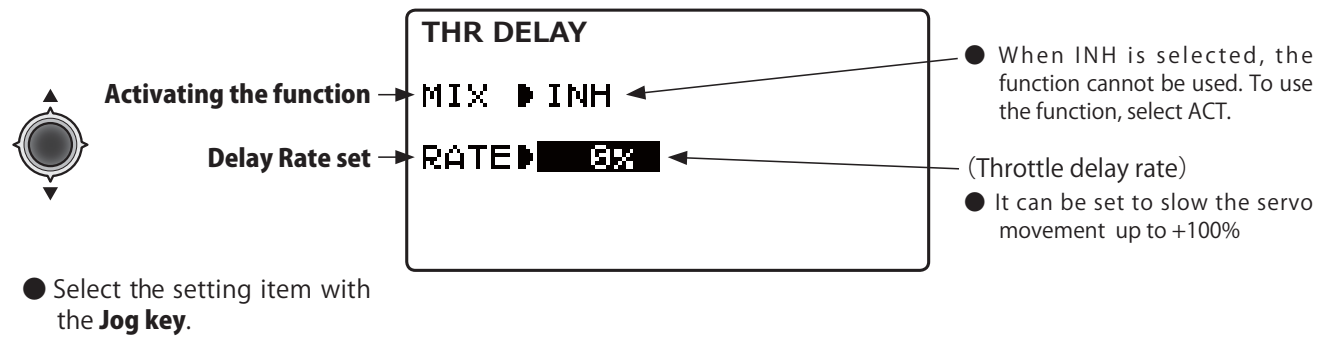 THR DELAY
Activating the function
MIX INH
Delay Rate set
RATE 0%
● When INH is selected, the
function cannot be used. To use
the function, select ACT.
(Throttle delay rate)
● It can be set to slow the servo
movement up to +100%
● Select the setting item with
the Jog key.